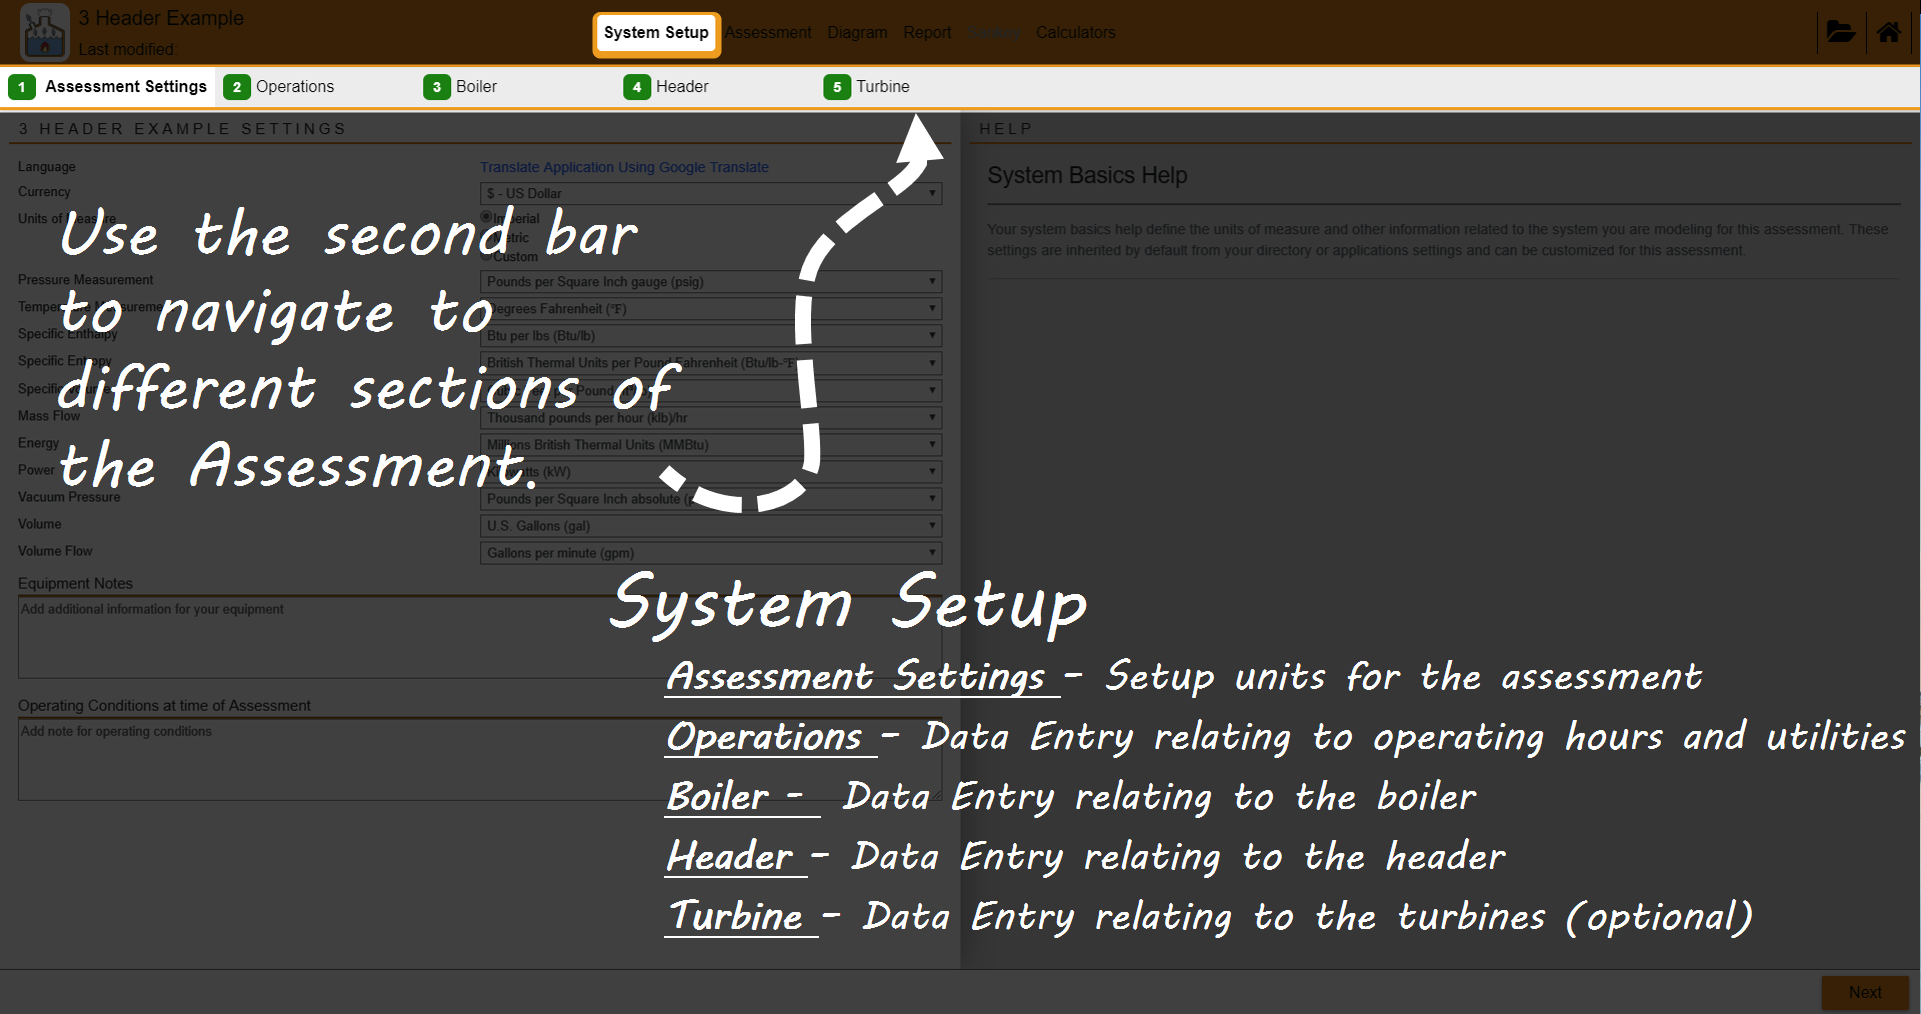 3 Header Example
Last modified:
System Setup
Assessment
Diagram
Report
Calculators
1 Assessment Settings
2 Operations
3 Boiler
4 Header
5 Turbine
3 HEADER EXAMPLE SETTINGS
Language
Translate Application Using Google Translate
Currency
$ - US Dollar
Units of Measure
Imperial
Metric
Custom
Pressure Measurement
Pounds per Square Inch gauge (psig)
Temperature Measurement
Degrees Fahrenheit (°F)
Specific Enthalpy
Btu per lbs (Btu/lb)
Specific Entropy
British Thermal Units per Pound Fahrenheit (Btu/lb-°F)
Specific Volume
Mass Flow
Thousand pounds per hour (klb)/hr
Energy
Millions British Thermal Units (MMBtu)
Power
Kilowatts (kW)
Vacuum Pressure
Pounds per Square Inch absolute
Volume
U.S. Gallons (gal)
Volume Flow
Gallons per minute (gpm)
Equipment Notes
Add additional information for your equipment
Operating Conditions at time of Assessment
Add note for operating conditions
HELP
System Basics Help
Your system basics help define the units of measure and other information related to the system you are modeling for this assessment. These
settings are inherited by default from your directory or applications settings and can be customized for this assessment.
Use the second bar
to navigate to
different sections of
the Assessment.
System Setup
Assessment Settings - Setup units for the assessment
Operations - Data Entry relating to operating hours and utilities
Boiler - Data Entry relating to the boiler
Header - Data Entry relating to the header
Turbine - Data Entry relating to the turbines (optional)
Next